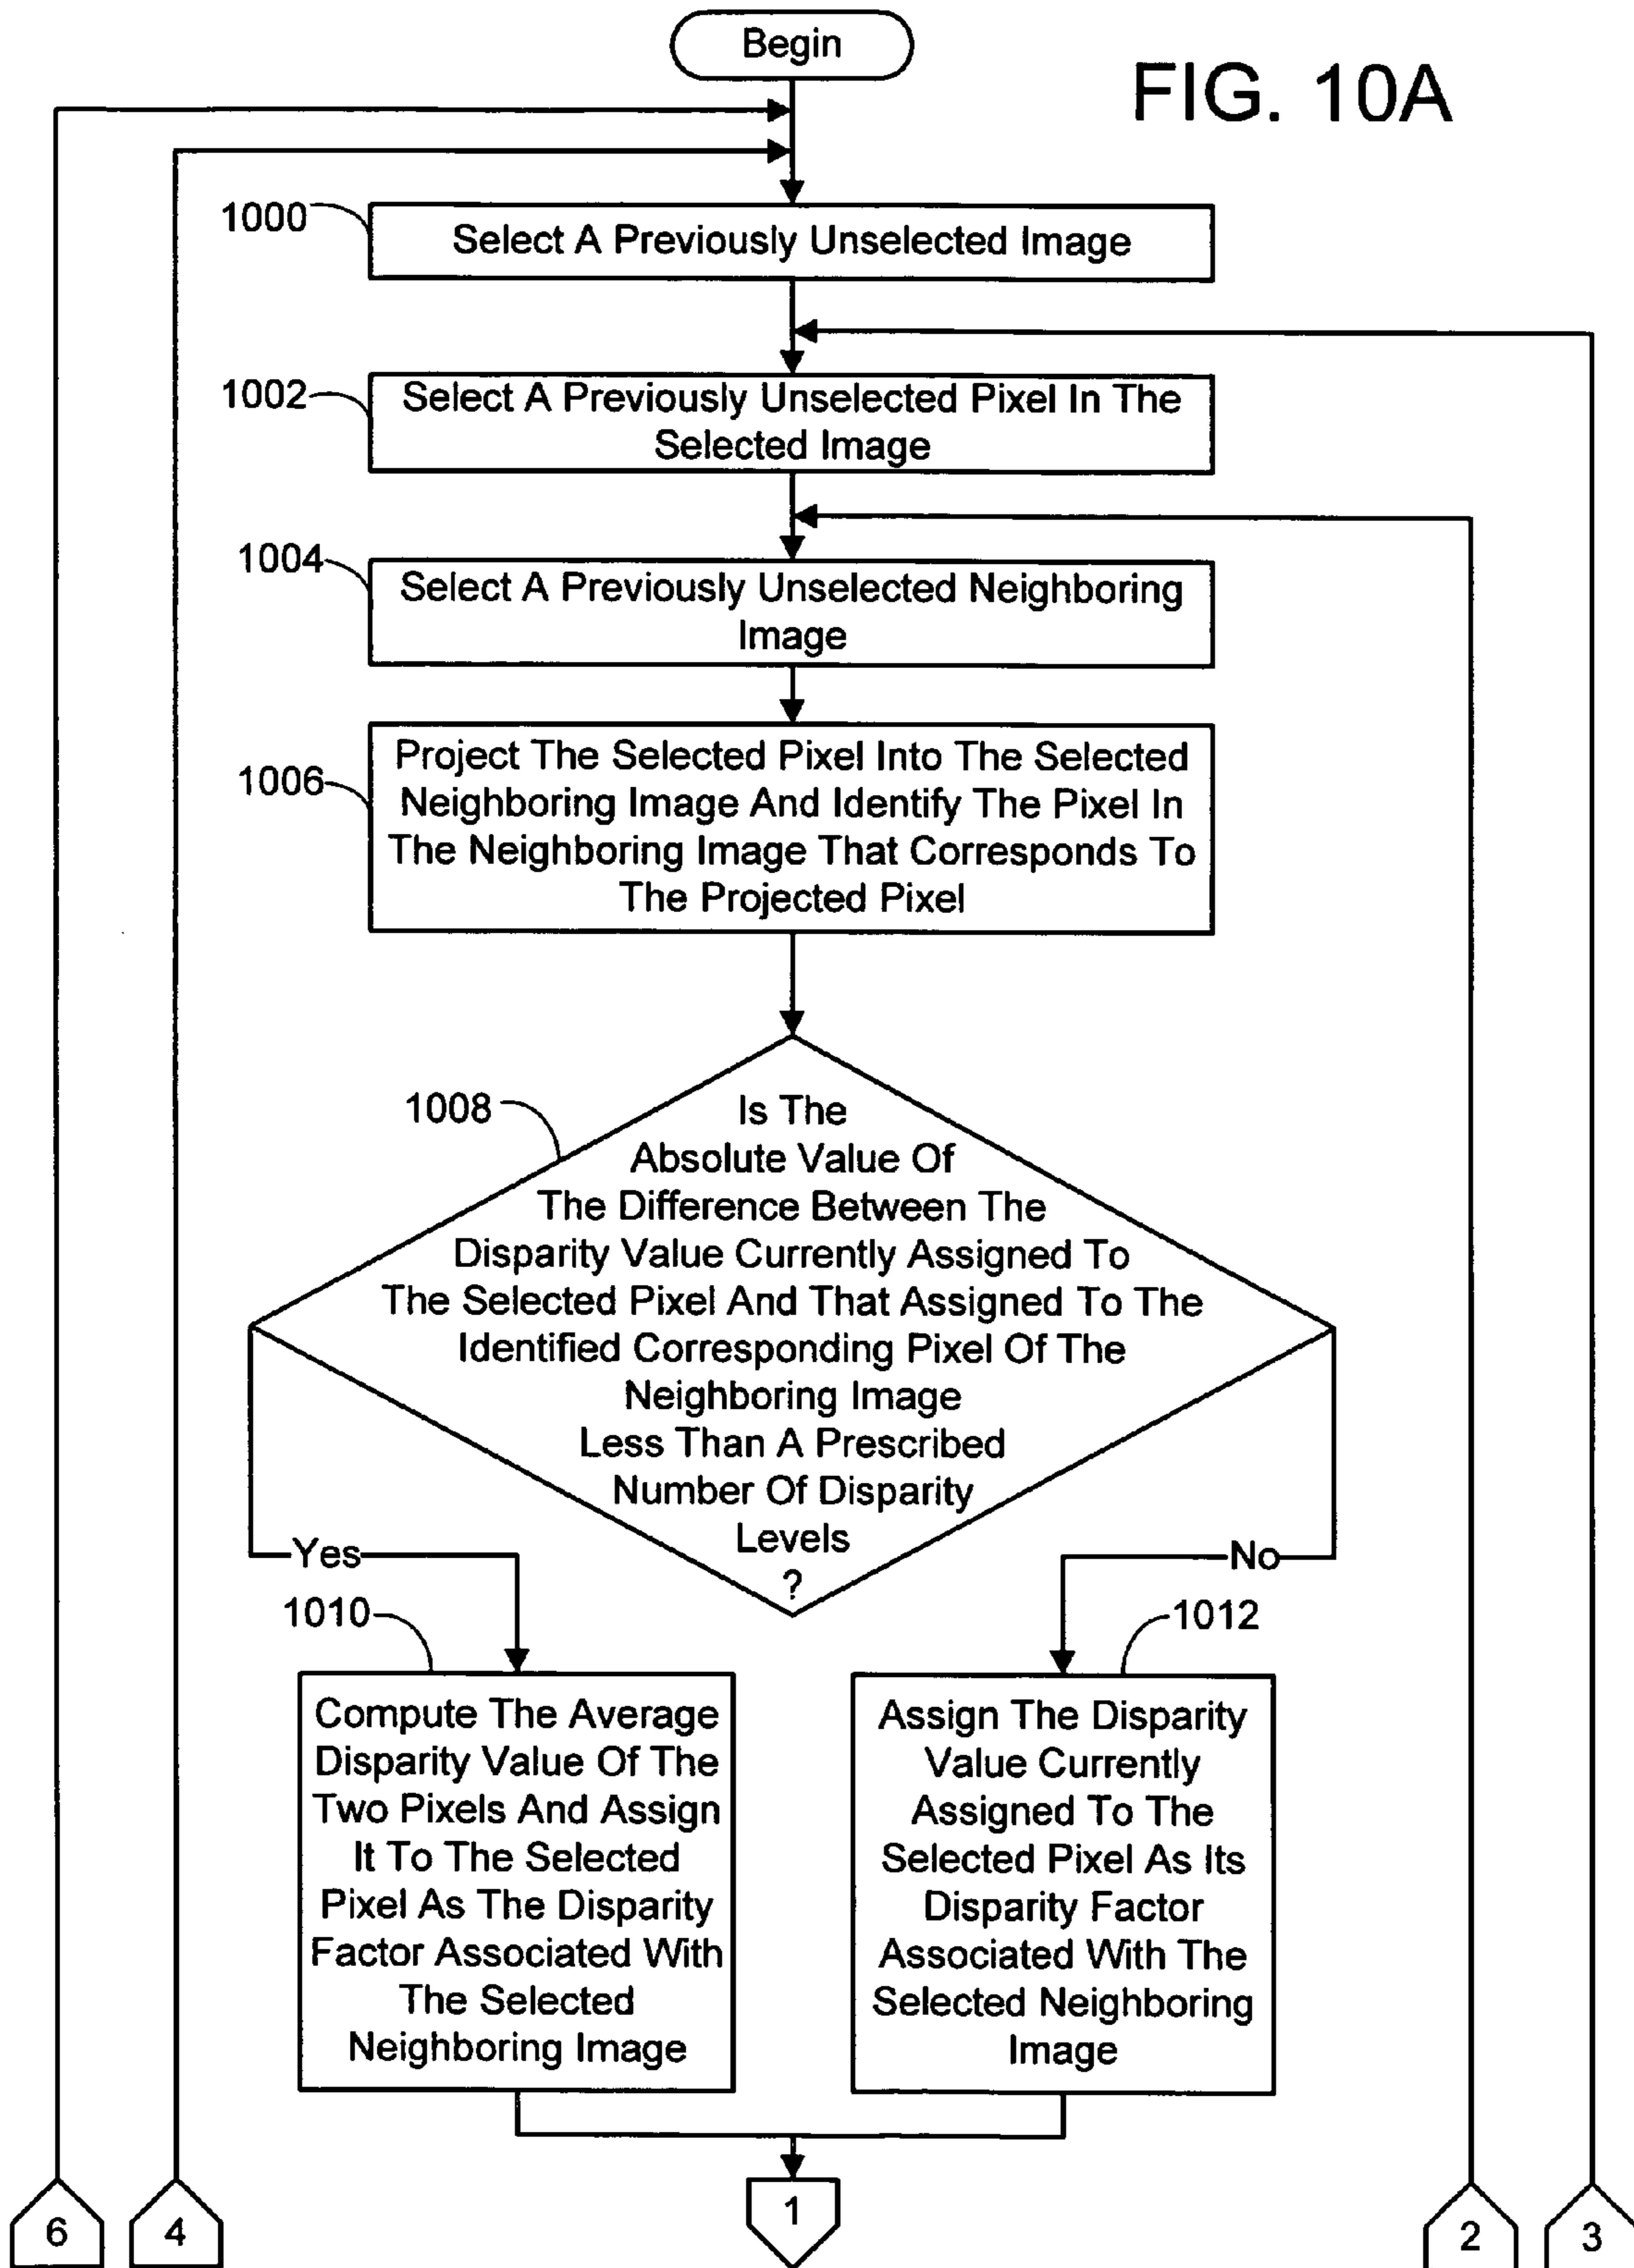 Begin
FIG. 10A
1000
Select A Previously Unselected Image
1002
Select A Previously Unselected Pixel In The
Selected Image
1004
Select A Previously Unselected Neighboring
Image
1006
Project The Selected Pixel Into The Selected
Neighboring Image And Identify The Pixel In
The Neighboring Image That Corresponds To
The Projected Pixel
1008
Is The
Absolute Value Of
The Difference Between The
Disparity Value Currently Assigned To
The Selected Pixel And That Assigned To The
Identified Corresponding Pixel Of The
Neighboring Image
Less Than A Prescribed
Number Of Disparity
Levels
?
Yes
No
1010
Compute The Average
Disparity Value Of The
Two Pixels And Assign
It To The Selected
Pixel As The Disparity
Factor Associated With
The Selected
Neighboring Image
1012
Assign The Disparity
Value Currently
Assigned To The
Selected Pixel As Its
Disparity Factor
Associated With The
Selected Neighboring
Image
6
4
1
2
3